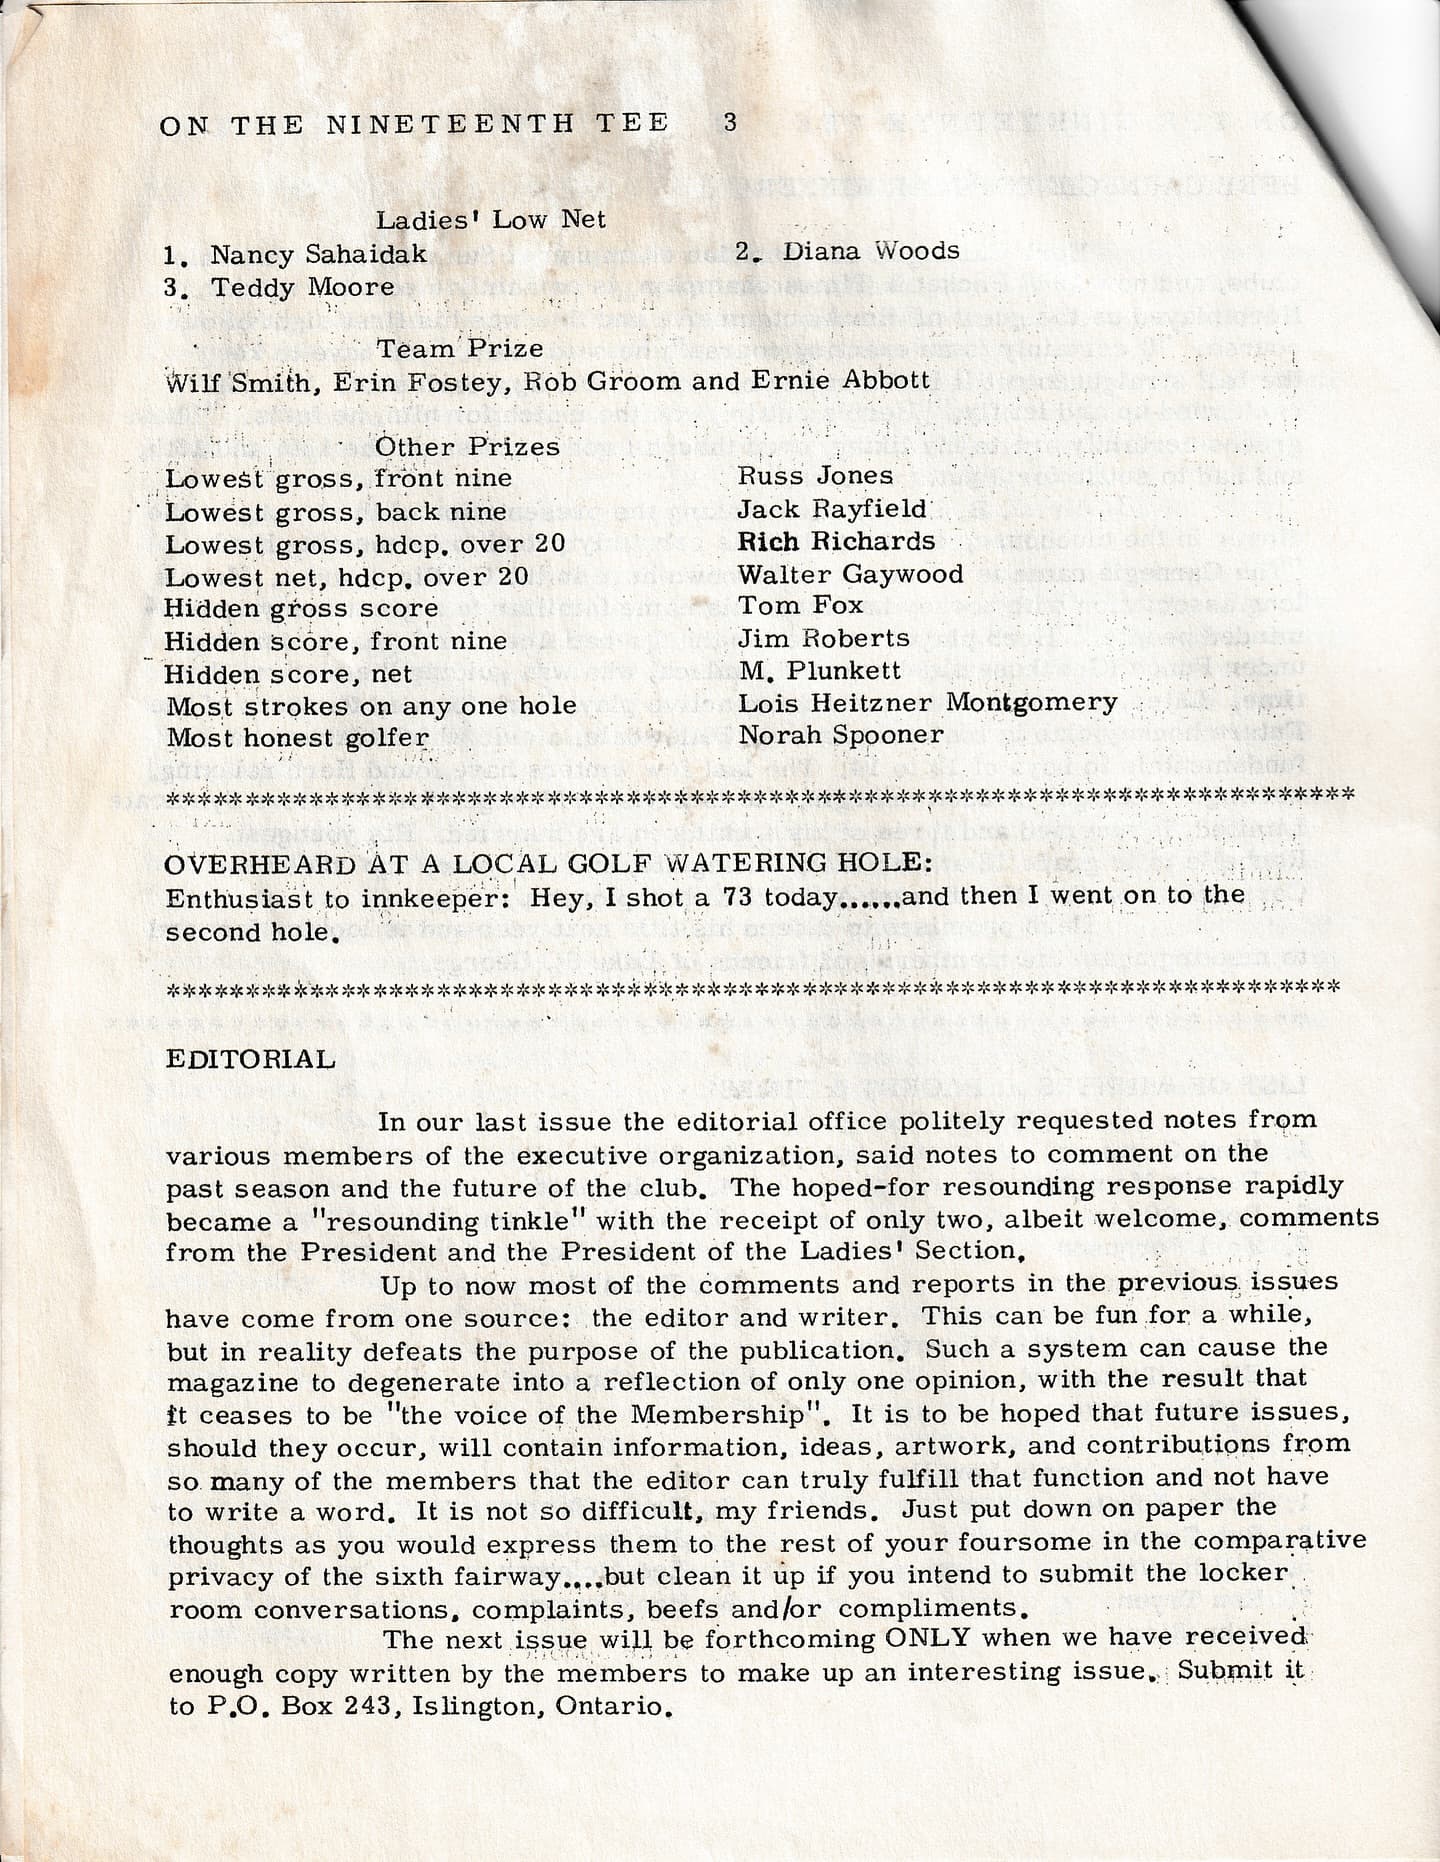 ON THE NINETEENTH TEE 3
Ladies' Low Net
1. Nancy Sahaidak 2. Diana Woods
3. Teddy Moore
Team Prize
Wilf Smith, Erin Fostey, Rob Groom and Ernie Abbott
Other Prizes
Lowest gross, front nine Russ Jones
Lowest gross, back nine Jack Rayfield
Lowest gross, hdcp. over 20 Rich Richards
Lowest net, hdcp. over 20 Walter Gaywood
Hidden gross score Tom Fox
Hidden score, front nine Jim Roberts
Hidden score, net M. Plunkett
Most strokes on any one hole Lois Heitzner Montgomery
Most honest golfer Norah Spooner
***************************************************************************
OVERHEARD AT A LOCAL GOLF WATERING HOLE:
Enthusiast to innkeeper: Hey, I shot a 73 today......and then I went on to the
second hole.
**************************************************************************
EDITORIAL
In our last issue the editorial office politely requested notes from
various members of the executive organization, said notes to comment on the
past season and the future of the club. The hoped-for resounding response rapidly
became a "resounding tinkle" with the receipt of only two, albeit welcome, comments
from the President and the President of the Ladies' Section.
Up to now most of the comments and reports in the previous issues
have come from one source: the editor and writer. This can be fun for a while,
but in reality defeats the purpose of the publication. Such a system can cause the
magazine to degenerate into a reflection of only one opinion, with the result that
it ceases to be "the voice of the Membership". It is to be hoped that future issues,
should they occur, will contain information, ideas, artwork, and contributions from
so many of the members that the editor can truly fulfill that function and not have
to write a word. It is not so difficult, my friends. Just put down on paper the
thoughts as you would express them to the rest of your foursome in the comparative
privacy of the sixth fairway....but clean it up if you intend to submit the locker
room conversations, complaints, beefs and/or compliments.
The next issue will be forthcoming ONLY when we have received
enough copy written by the members to make up an interesting issue. Submit it
to P.O. Box 243, Islington, Ontario.